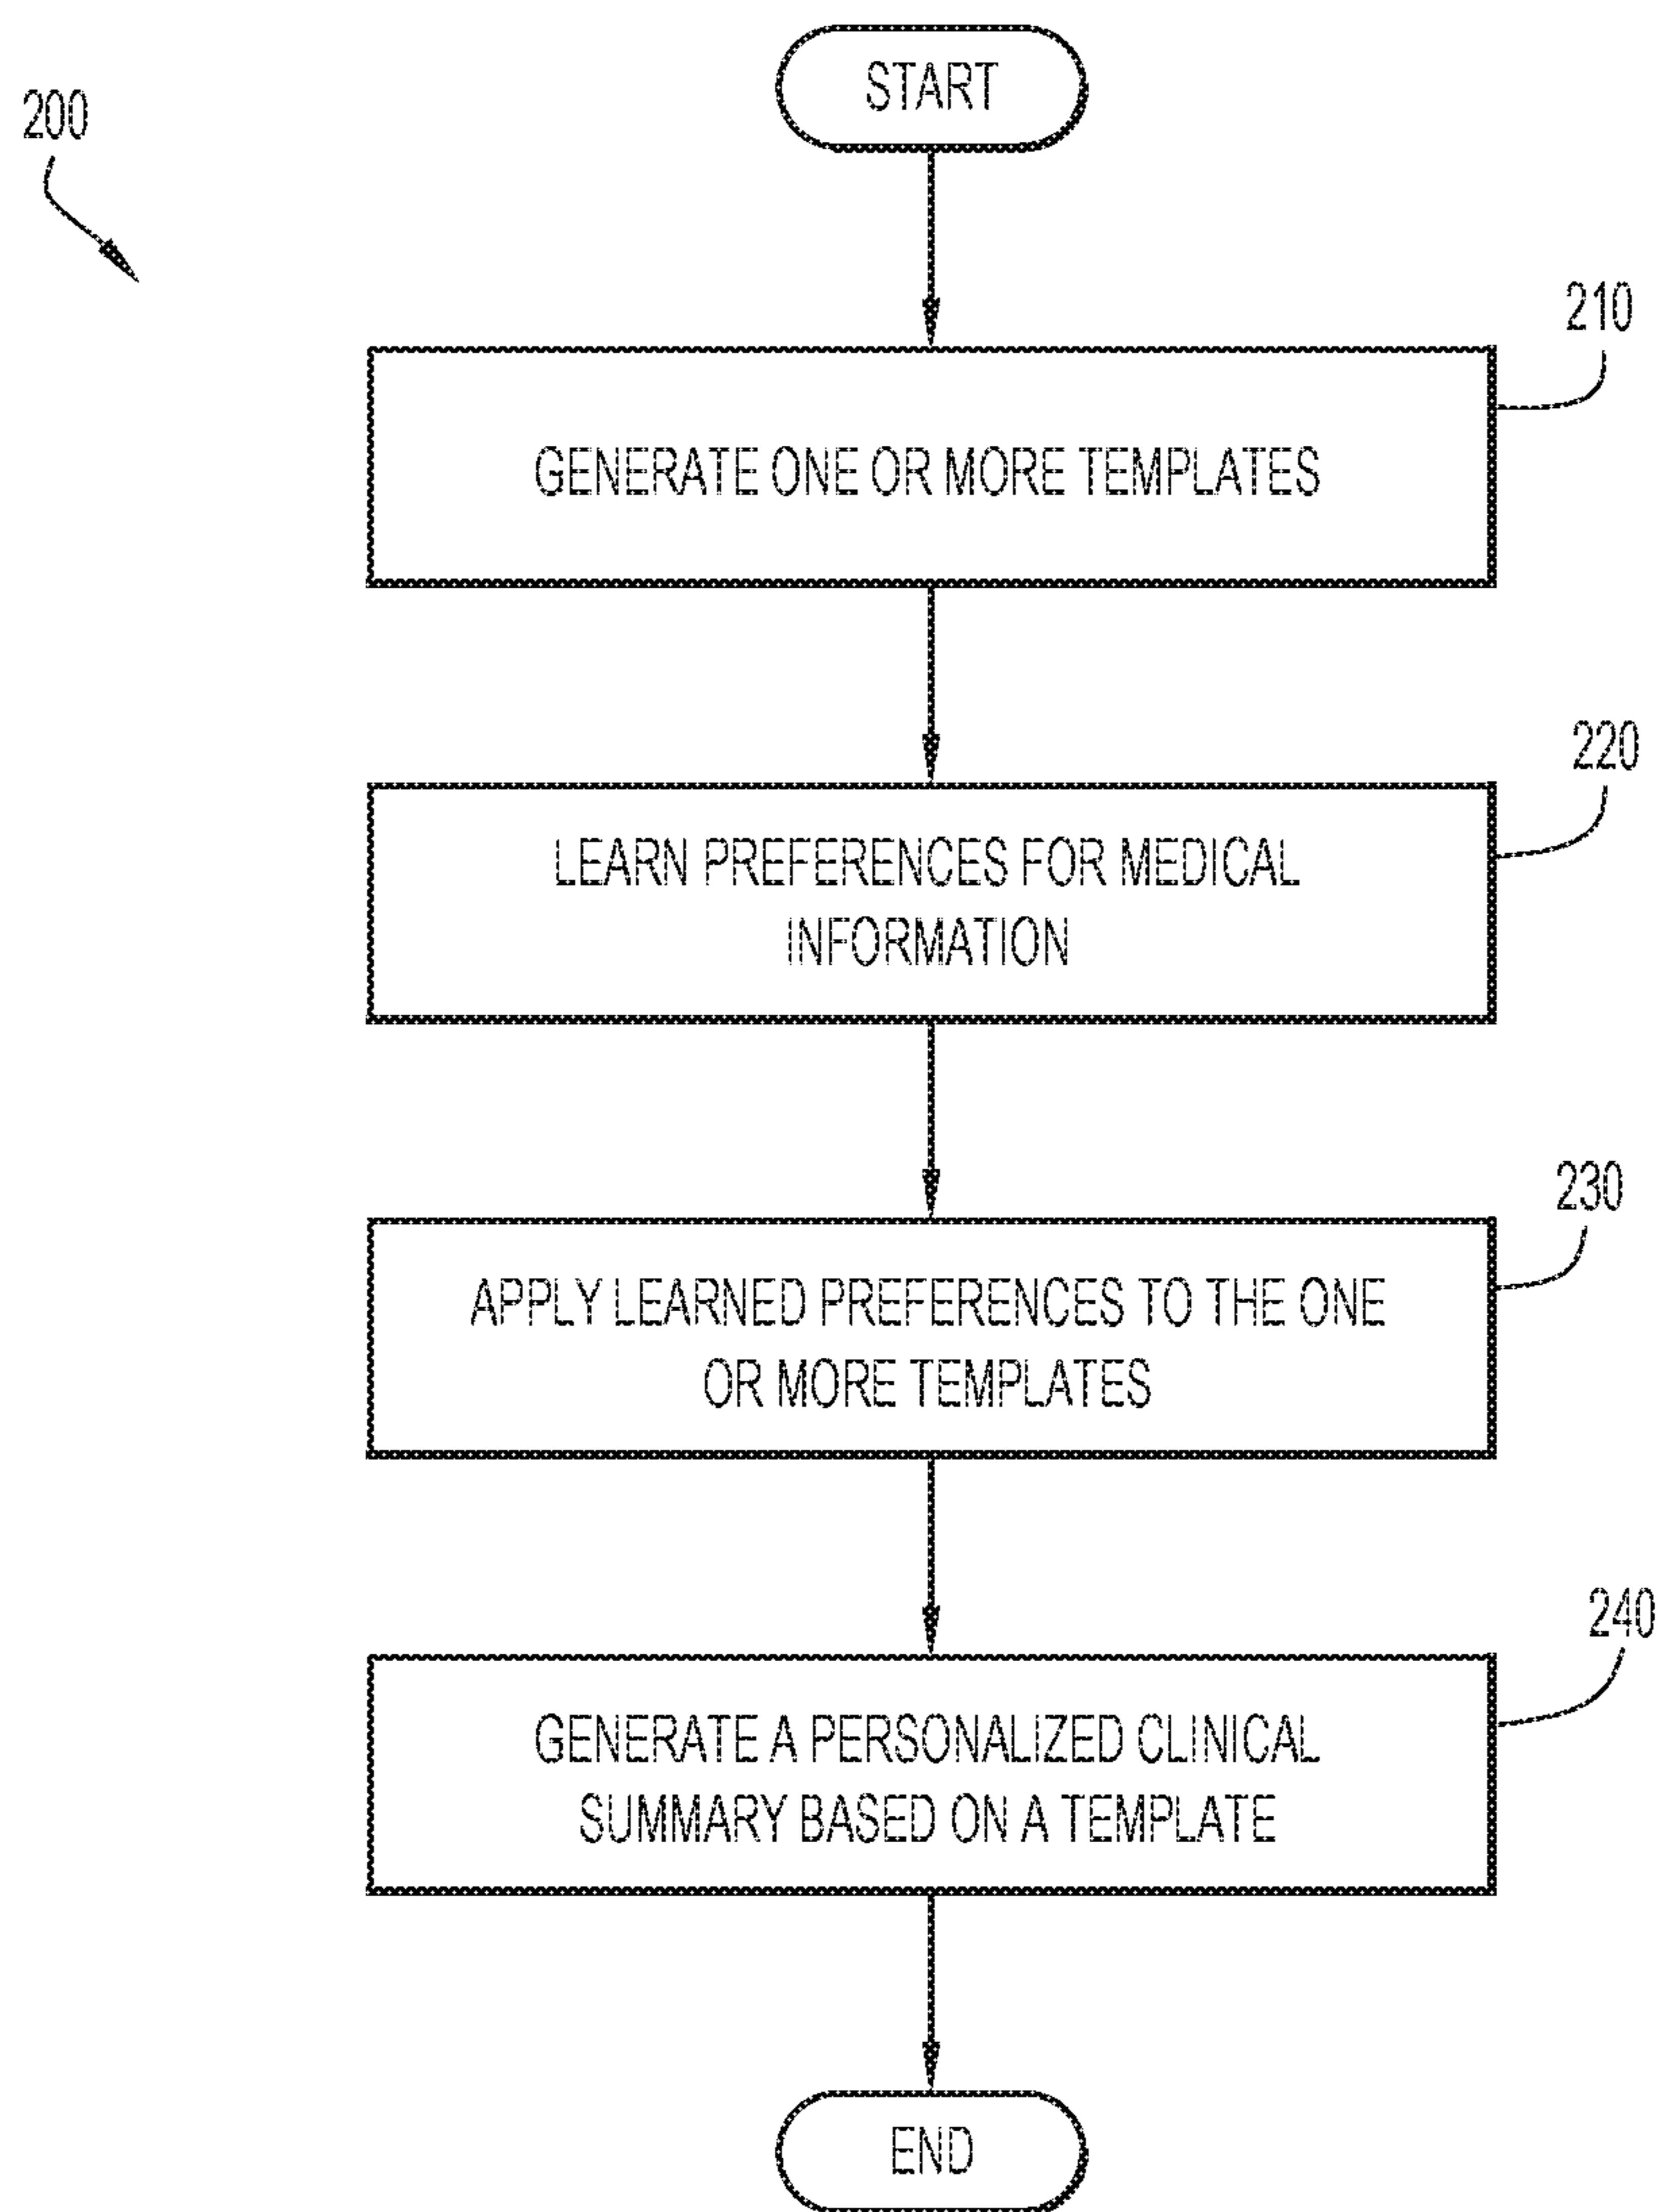 START
200
210
GENERATE ONE OR MORE TEMPLATES
220
LEARN PREFERENCES FOR MEDICAL
INFORMATION
230
APPLY LEARNED PREFERENCES TO THE ONE
OR MORE TEMPLATES
240
GENERATE A PERSONALIZED CLINICAL
SUMMARY BASED ON A TEMPLATE
END